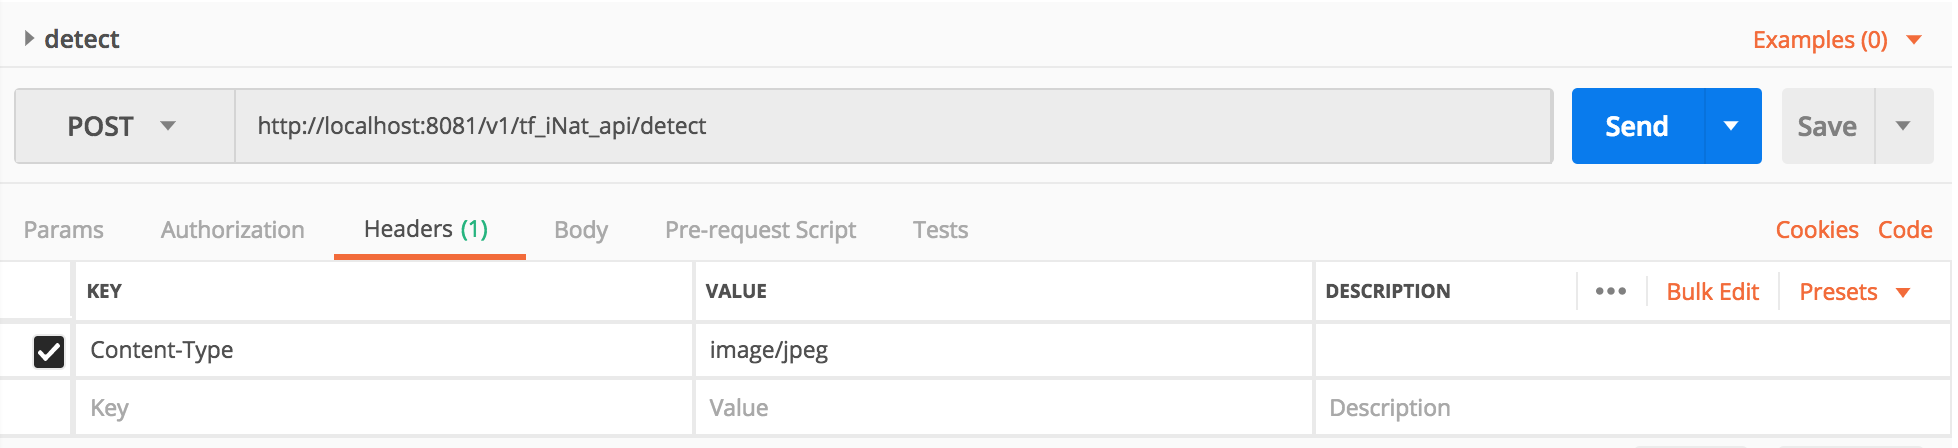 detect Examples (0)
POST http://localhost:8081/v1/tf_iNat_api/detect Send Save
Params Authorization Headers (1) Body Pre-request Script Tests Cookies Code
KEY VALUE DESCRIPTION ••• Bulk Edit Presets
Content-Type image/jpeg
Key Value Description